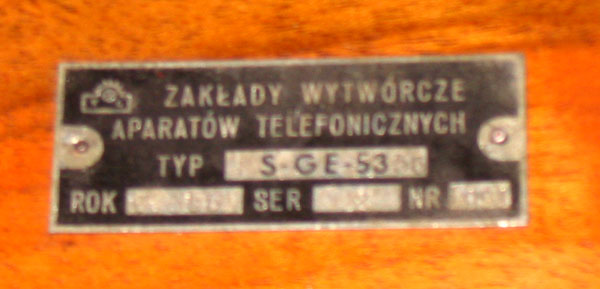 ZAKŁADY WYTWÓRCZE
APARATÓW TELEFONICZNYCH
TYP S-GE-53
ROK SER NR